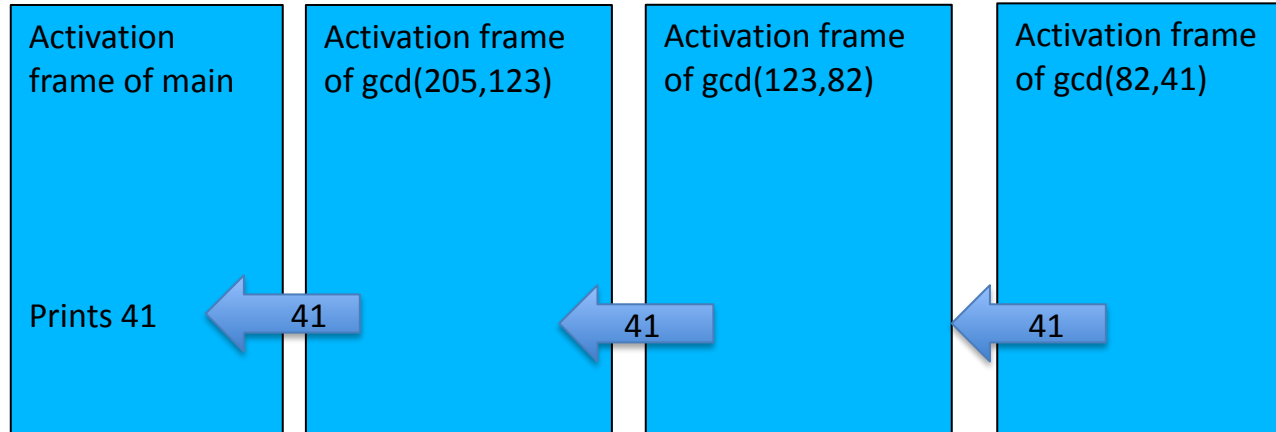 Activation
frame of main
Activation frame
of gcd(205,123)
Activation frame
of gcd(123,82)
Activation frame
of gcd(82,41)
Prints 41
41
41
41